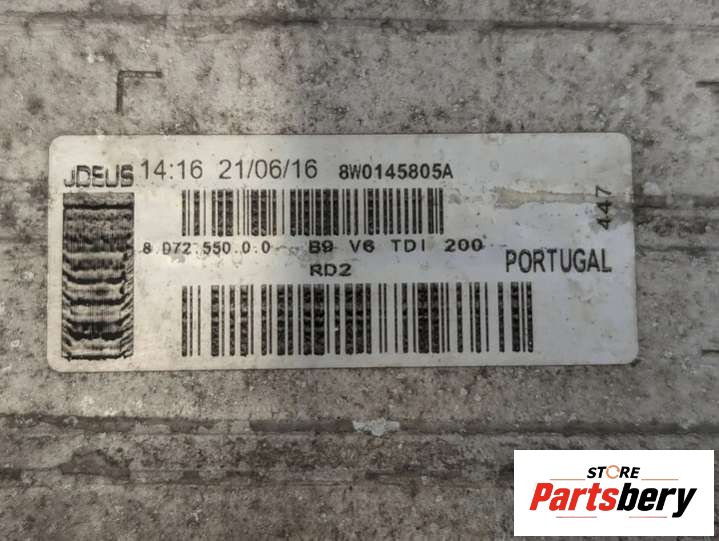 JDEUS 14:16 21/06/16 8W0145805A
447
8 D72 550 0.0 B9 V6 TDI 200
RD2
PORTUGAL
STORE
Partsbery